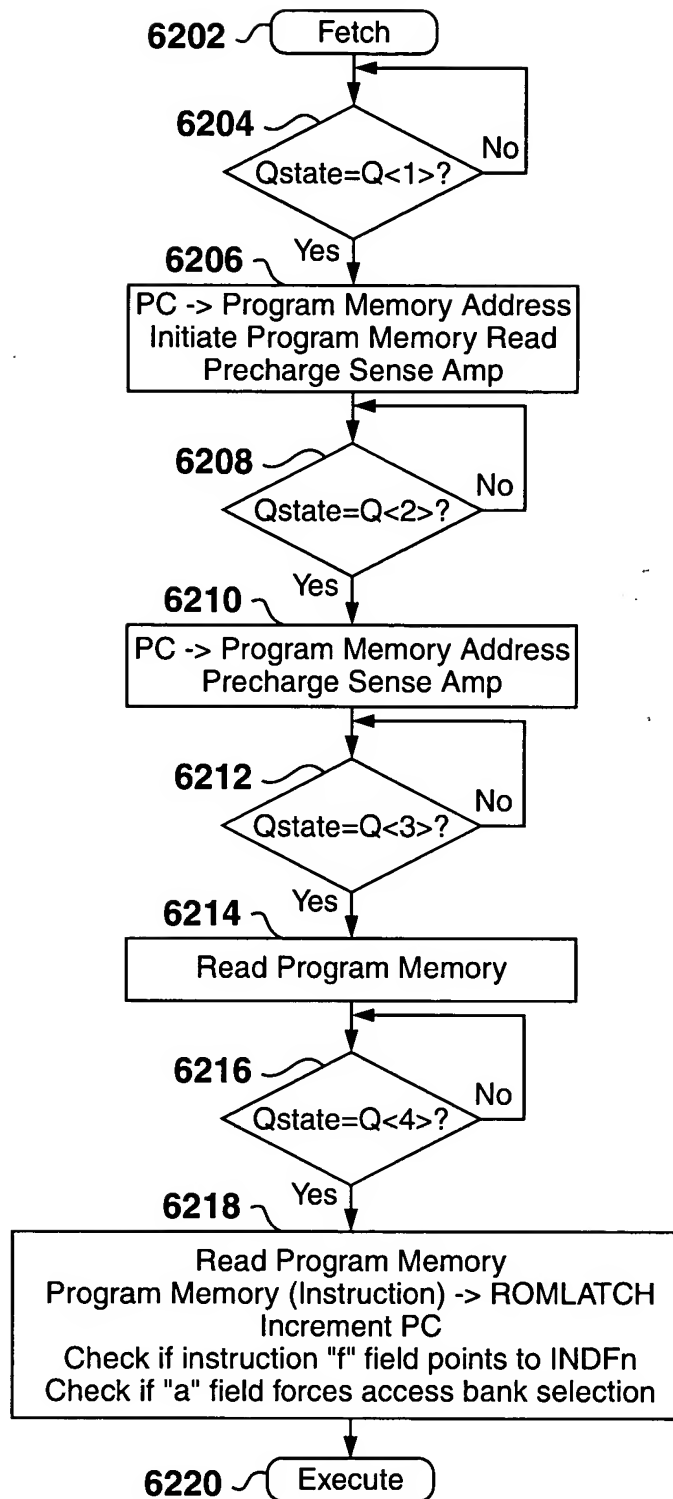 6202 Fetch
6204
Qstate=Q<1>?
No
Yes
6206
PC -> Program Memory Address
Initiate Program Memory Read
Precharge Sense Amp
6208
Qstate=Q<2>?
No
Yes
6210
PC -> Program Memory Address
Precharge Sense Amp
6212
Qstate=Q<3>?
No
Yes
6214
Read Program Memory
6216
Qstate=Q<4>?
No
Yes
6218
Read Program Memory
Program Memory (Instruction) -> ROMLATCH
Increment PC
Check if instruction "f" field points to INDFn
Check if "a" field forces access bank selection
6220 Execute